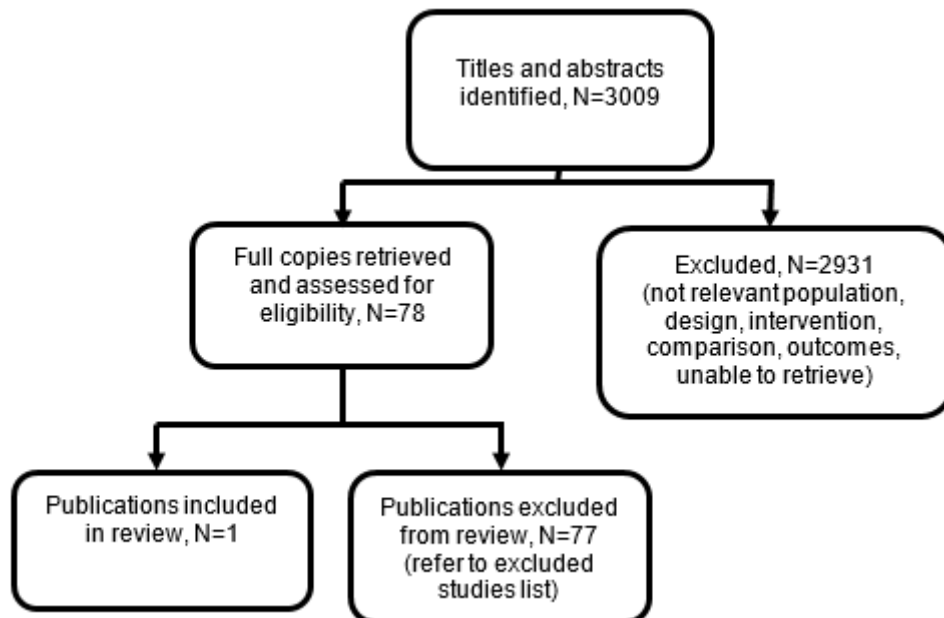 Titles and abstracts
identified, N=3009
Full copies retrieved
and assessed for
eligibility, N=78
Excluded, N=2931
(not relevant population,
design, intervention,
comparison, outcomes,
unable to retrieve)
Publications included
in review, N=1
Publications excluded
from review, N=77
(refer to excluded
studies list)